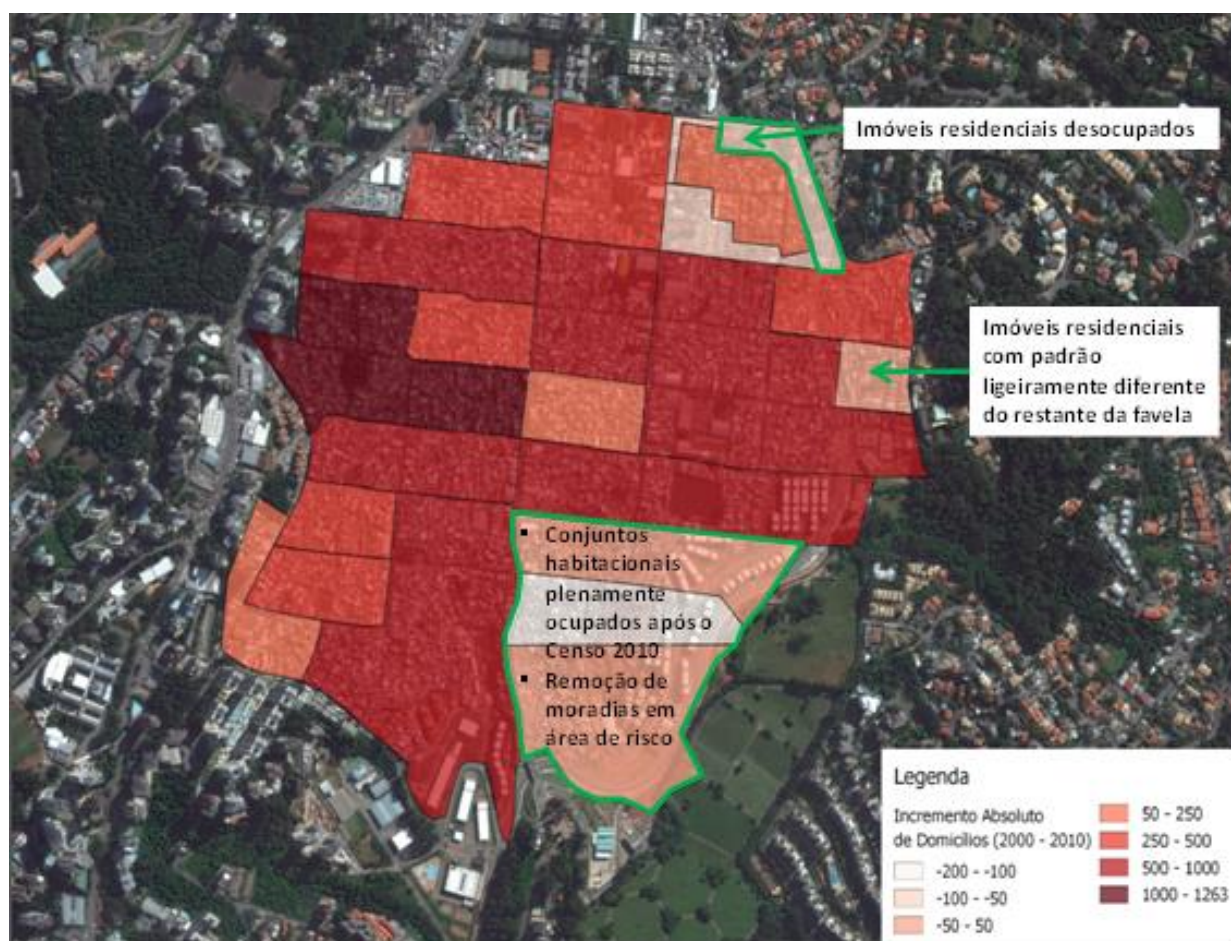 Imóveis residenciais desocupados
Imóveis residenciais
com padrão
ligeiramente diferente
do restante da favela
▪ Conjuntos
habitacionais
plenamente
ocupados após o
Censo 2010
▪ Remoção de
moradias em
área de risco
Legenda
Incremento Absoluto
de Domicílios (2000 - 2010)
-200 - -100
-100 - -50
-50 - 50
50 - 250
250 - 500
500 - 1000
1000 - 1263